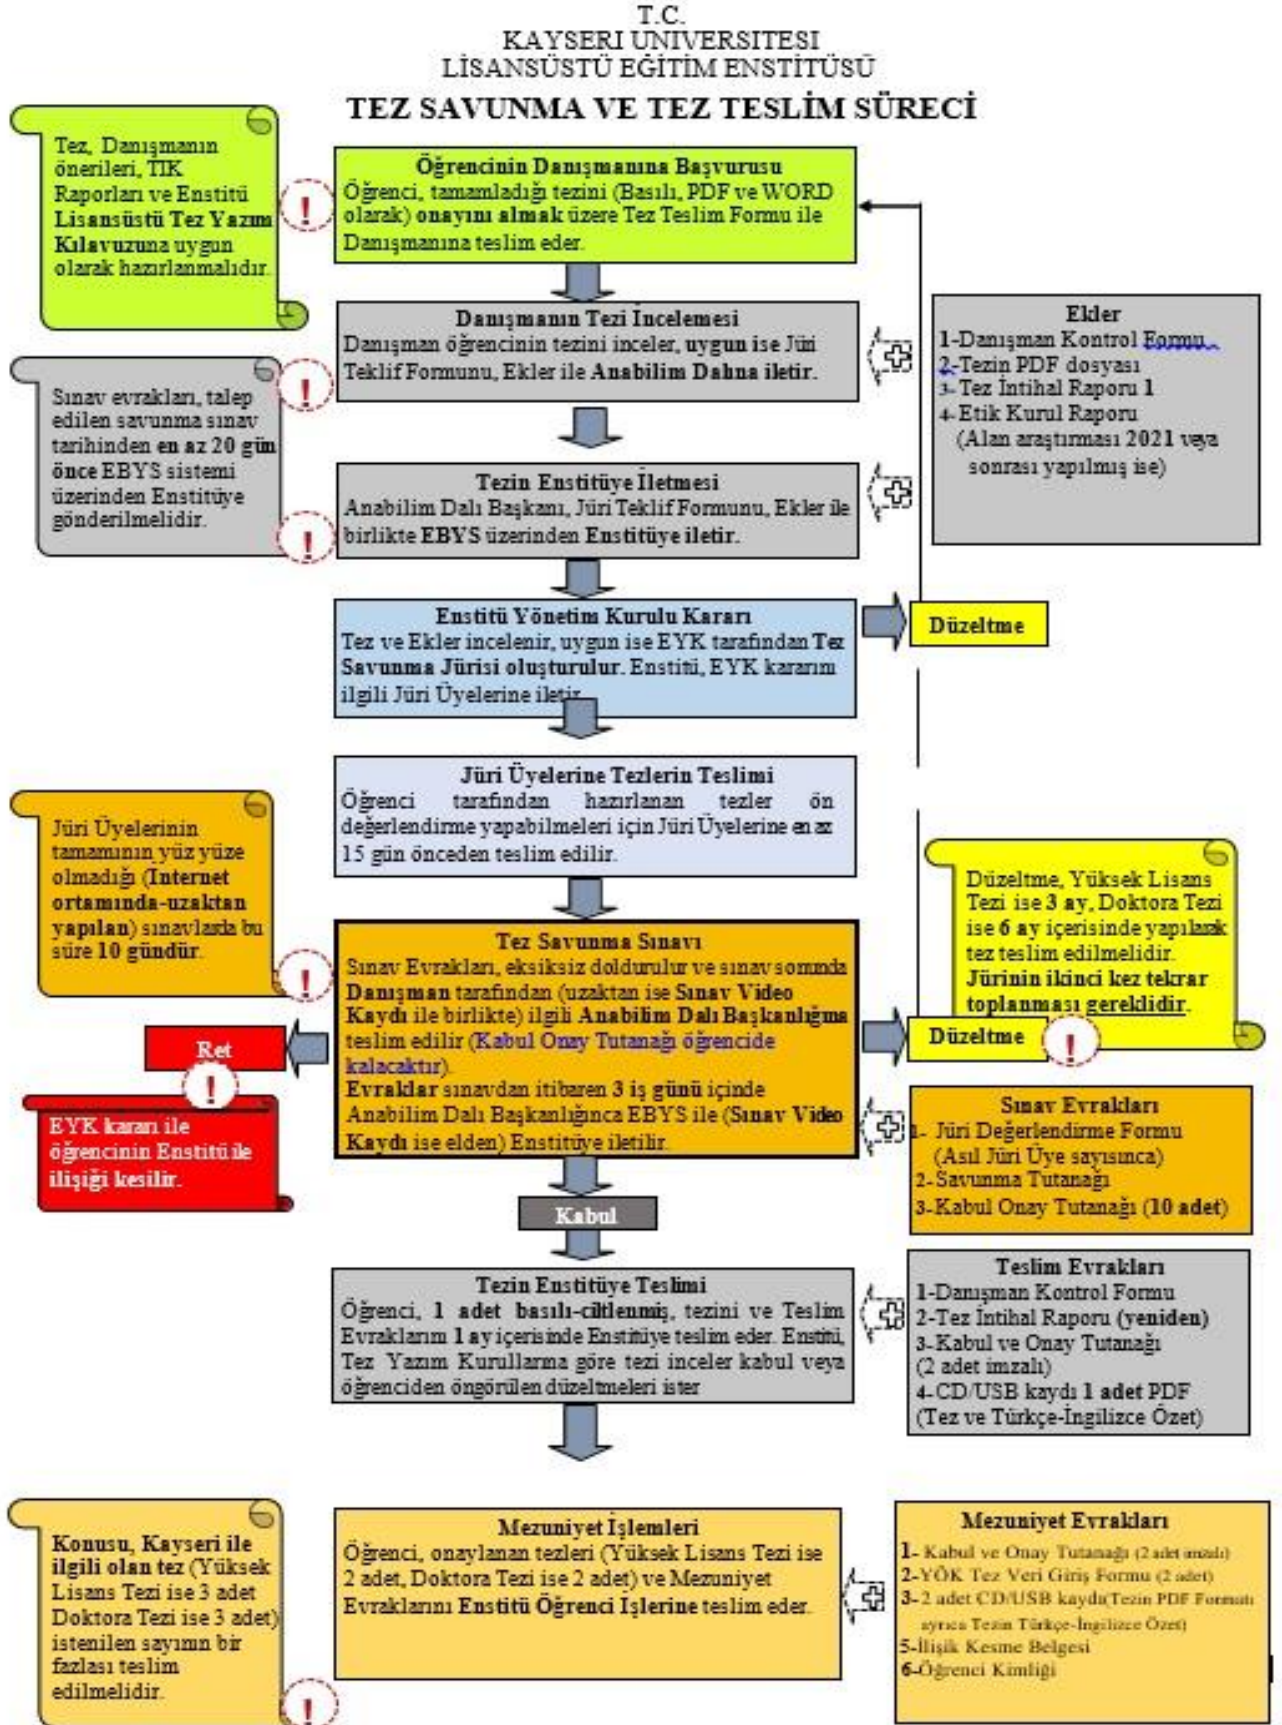 T.C.
KAYSERI UNIVERSITESI
LİSANSÜSTÜ EĞİTİM ENSTİTÜSÜ
TEZ SAVUNMA VE TEZ TESLİM SÜRECİ
Tez, Danışmanın
önerileri, TIK
Raporları ve Enstitü
Lisansüstü Tez Yazım
Kılavuzuna uygun
olarak hazırlanmalıdır.
!
Öğrencinin Danışmanına Başvurusu
Öğrenci, tamamladığı tezini (Basılı, PDF ve WORD
olarak) onayını almak üzere Tez Teslim Formu ile
Danışmanına teslim eder.
Danışmanın Tezi İncelemesi
Danışman öğrencinin tezini inceler, uygun ise Jüri
Teklif Formunu, Ekler ile Anabilim Dalına iletir.
Ekler
1-Danışman Kontrol Formu
2-Tezin PDF dosyası
3-Tez İntihal Raporu 1
4-Etik Kurul Raporu
(Alan araştırması 2021 veya
sonrası yapılmış ise)
Sınav evrakları, talep
edilen savunma sınav
tarihinden en az 20 gün
önce EBYS sistemi
üzerinden Enstitüye
gönderilmelidir.
!
!
Tezin Enstitüye İletmesi
Anabilim Dalı Başkanı, Jüri Teklif Formunu, Ekler ile
birlikte EBYS üzerinden Enstitüye iletir.
Enstitü Yönetim Kurulu Kararı
Tez ve Ekler incelenir, uygun ise EYK tarafından Tez
Savunma Jürisi oluşturulur. Enstitü, EYK kararını
ilgili Jüri Üyelerine iletir.
Düzeltme
Jüri Üyelerine Tezlerin Teslimi
Öğrenci tarafından hazırlanan tezler ön
değerlendirme yapabilmeleri için Jüri Üyelerine en az
15 gün önceden teslim edilir.
Jüri Üyelerinin
tamamının yüz yüze
olmadığı (Internet
ortamında-uzaktan
yapılan) sınavlarda bu
süre 10 gündür.
!
Düzeltme, Yüksek Lisans
Tezi ise 3 ay, Doktora Tezi
ise 6 ay içerisinde yapılarak
tez teslim edilmelidir.
Jürinin ikinci kez tekrar
toplanması gereklidir.
Tez Savunma Sınavı
Sınav Evrakları, eksiksiz doldurulur ve sınav sonunda
Danışman tarafından (uzaktan ise Sınav Video
Kaydı ile birlikte) ilgili Anabilim Dalı Başkanlığına
teslim edilir (Kabul Onay Tutanağı öğrencide
kalacaktır).
Evraklar sınavdan itibaren 3 iş günü içinde
Anabilim Dalı Başkanlığınca EBYS ile (Sınav Video
Kaydı ise elden) Enstitüye iletilir.
Düzeltme
!
Ret
!
EYK kararı ile
öğrencinin Enstitü ile
ilişiği kesilir.
Sınav Evrakları
1- Jüri Değerlendirme Formu
(Asıl Jüri Üye sayısınca)
2-Savunma Tutanağı
3-Kabul Onay Tutanağı (10 adet)
Kabul
Tezin Enstitüye Teslimi
Öğrenci, 1 adet basılı-ciltlenmiş, tezini ve Teslim
Evraklarını 1 ay içerisinde Enstitüye teslim eder. Enstitü,
Tez Yazım Kurullarına göre tezi inceler kabul veya
öğrenciden öngörülen düzeltmeleri ister
Teslim Evrakları
1-Danışman Kontrol Formu
2-Tez İntihal Raporu (yeniden)
3-Kabul ve Onay Tutanağı
(2 adet imzalı)
4-CD/USB kaydı 1 adet PDF
(Tez ve Türkçe-İngilizce Özet)
Konusu, Kayseri ile
ilgili olan tez (Yüksek
Lisans Tezi ise 3 adet
Doktora Tezi ise 3 adet)
istenilen sayının bir
fazlası teslim
edilmelidir.
!
Mezuniyet İşlemleri
Öğrenci, onaylanan tezleri (Yüksek Lisans Tezi ise
2 adet, Doktora Tezi ise 2 adet) ve Mezuniyet
Evraklarını Enstitü Öğrenci İşlerine teslim eder.
Mezuniyet Evrakları
1- Kabul ve Onay Tutanağı (2 adet imzalı)
2-YÖK Tez Veri Giriş Formu (2 adet)
3-2 adet CD/USB kaydı(Tezin PDF Formatı
ayrıca Tezin Türkçe-İngilizce Özet)
5-İlişik Kesme Belgesi
6-Öğrenci Kimliği